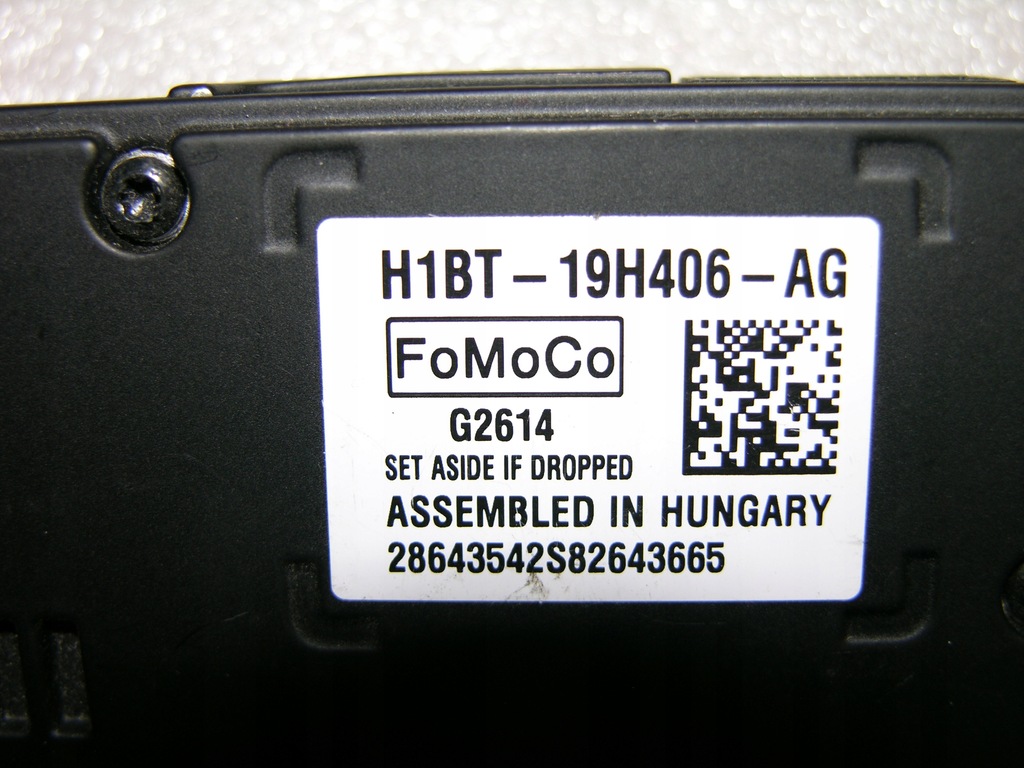 H1BT-19H406-AG
FoMoCo
G2614
SET ASIDE IF DROPPED
ASSEMBLED IN HUNGARY
28643542S82643665